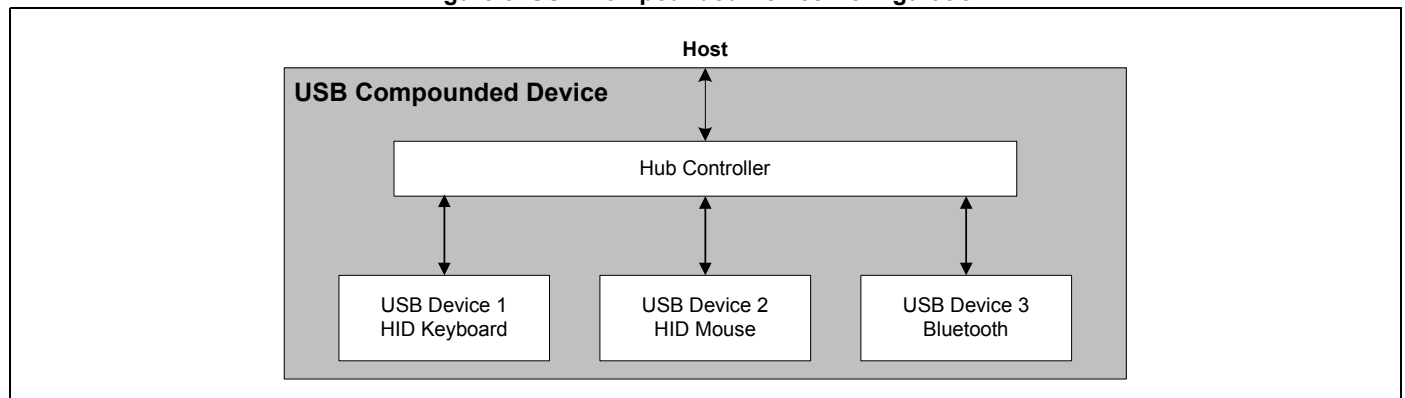 Host
USB Compounded Device
Hub Controller
USB Device 1
HID Keyboard
USB Device 2
HID Mouse
USB Device 3
Bluetooth